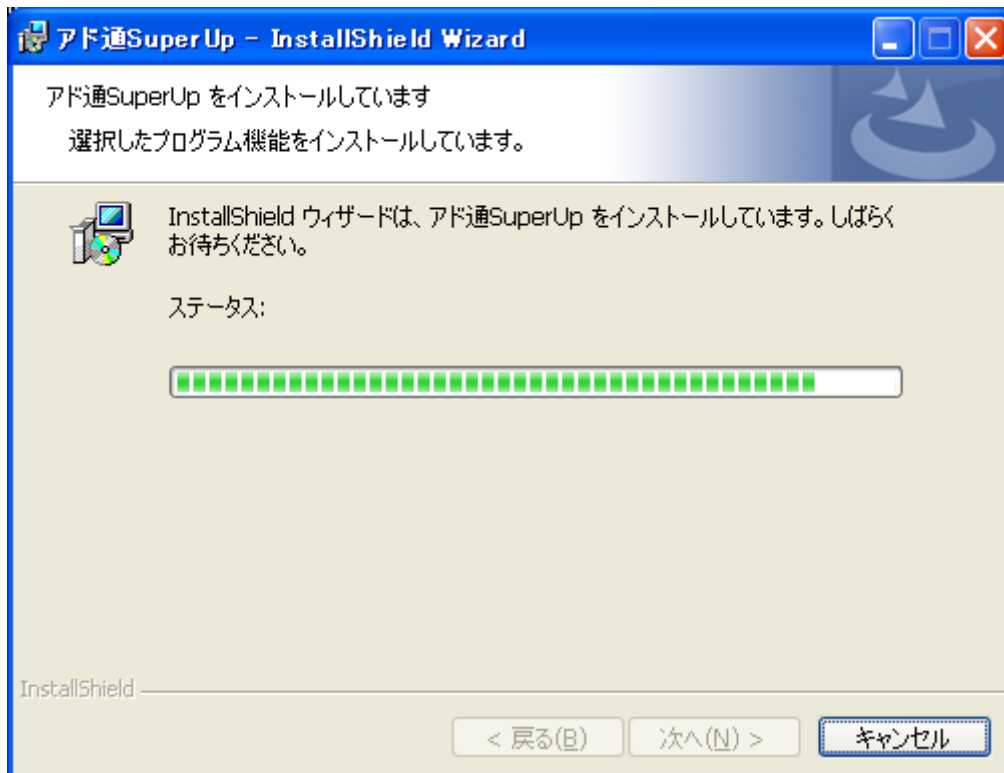 アド通SuperUp - InstallShield Wizard
アド通SuperUp をインストールしています
選択したプログラム機能をインストールしています。
InstallShield ウィザードは、アド通SuperUp をインストールしています。しばらく
お待ちください。
ステータス:
InstallShield
< 戻る(B)
次へ(N) >
キャンセル